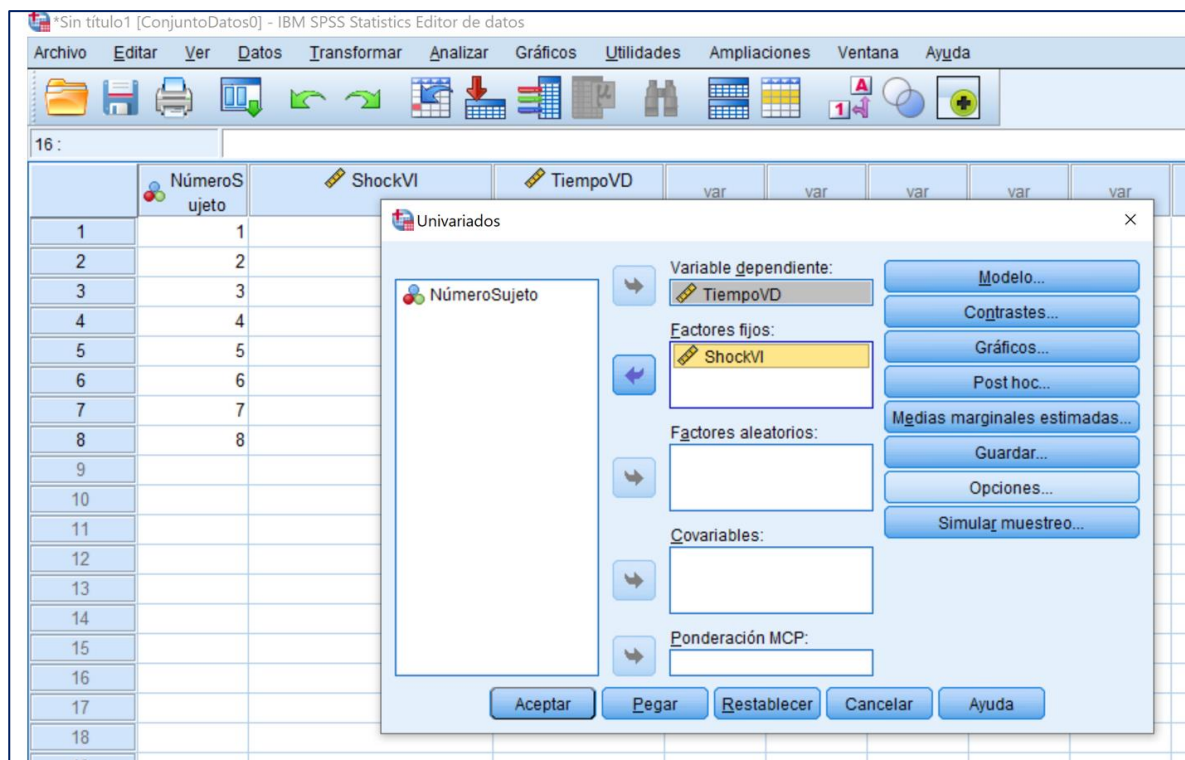 *Sin título1 [ConjuntoDatos0] - IBM SPSS Statistics Editor de datos
Archivo Editar Ver Datos Transformar Analizar Gráficos Utilidades Ampliaciones Ventana Ayuda
16 :
NúmeroS
ujeto
ShockVI
TiempoVD
var var var var var
1 1
2 2
3 3
4 4
5 5
6 6
7 7
8 8
9
10
11
12
13
14
15
16
17
18
Univariados
NúmeroSujeto
Variable dependiente:
TiempoVD
Factores fijos:
ShockVI
Factores aleatorios:
Covariables:
Ponderación MCP:
Modelo...
Contrastes...
Gráficos...
Post hoc...
Medias marginales estimadas...
Guardar...
Opciones...
Simular muestreo...
Aceptar Pegar Restablecer Cancelar Ayuda